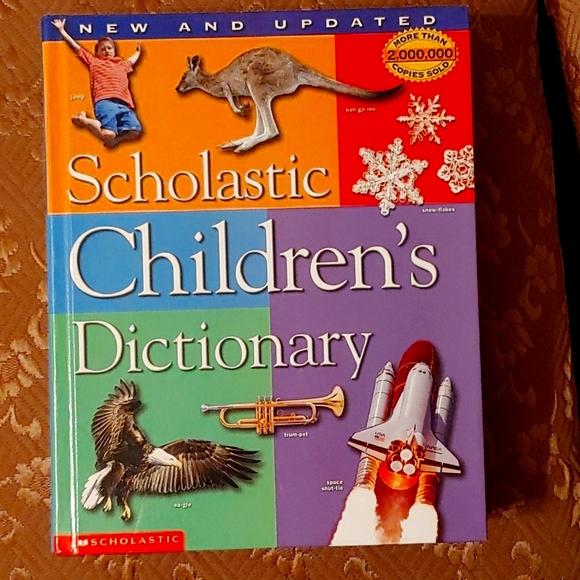 NEW AND UPDATED
MORE THAN
2,000,000
COPIES SOLD
jump
kan·ga·roo
snow·flakes
Scholastic
Children's
Dictionary
trum·pet
space
shut·tle
ea·gle
SCHOLASTIC